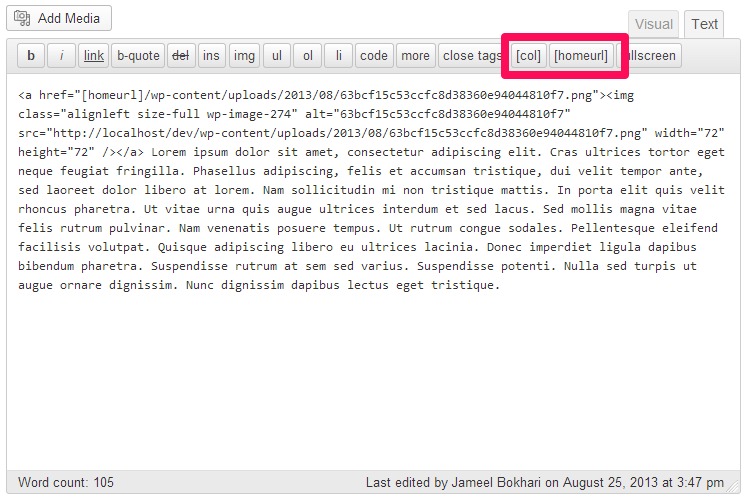 Add Media
Visual Text
b i link b-quote del ins img ul ol li code more close tags [col] [homeurl] llscreen
<a href="[homeurl]/wp-content/uploads/2013/08/63bcf15c53ccfc8d38360e94044810f7.png"><img
class="alignleft size-full wp-image-274" alt="63bcf15c53ccfc8d38360e94044810f7"
src="http://localhost/dev/wp-content/uploads/2013/08/63bcf15c53ccfc8d38360e94044810f7.png" width="72"
height="72" /></a> Lorem ipsum dolor sit amet, consectetur adipiscing elit. Cras ultrices tortor eget
neque feugiat fringilla. Phasellus adipiscing, felis et accumsan tristique, dui velit tempor ante,
sed laoreet dolor libero at lorem. Nam sollicitudin mi non tristique mattis. In porta elit quis velit
rhoncus pharetra. Ut vitae urna quis augue ultrices interdum et sed lacus. Sed mollis magna vitae
felis rutrum pulvinar. Nam venenatis posuere tempus. Ut rutrum congue sodales. Pellentesque eleifend
facilisis volutpat. Quisque adipiscing libero eu ultrices lacinia. Donec imperdiet ligula dapibus
bibendum pharetra. Suspendisse rutrum at sem sed varius. Suspendisse potenti. Nulla sed turpis ut
augue ornare dignissim. Nunc dignissim dapibus lectus eget tristique.
Word count: 105 Last edited by Jameel Bokhari on August 25, 2013 at 3:47 pm